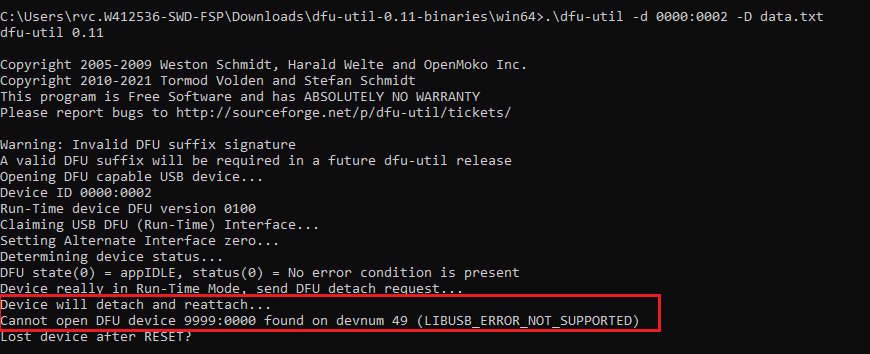 C:\Users\rvc.W412536-SWD-FSP\Downloads\dfu-util-0.11-binaries\win64>.\dfu-util -d 0000:0002 -D data.txt
dfu-util 0.11
Copyright 2005-2009 Weston Schmidt, Harald Welte and OpenMoko Inc.
Copyright 2010-2021 Tormod Volden and Stefan Schmidt
This program is Free Software and has ABSOLUTELY NO WARRANTY
Please report bugs to http://sourceforge.net/p/dfu-util/tickets/
Warning: Invalid DFU suffix signature
A valid DFU suffix will be required in a future dfu-util release
Opening DFU capable USB device...
Device ID 0000:0002
Run-Time device DFU version 0100
Claiming USB DFU (Run-Time) Interface...
Setting Alternate Interface zero...
Determining device status...
DFU state(0) = appIDLE, status(0) = No error condition is present
Device really in Run-Time Mode, send DFU detach request...
Device will detach and reattach...
Cannot open DFU device 9999:0000 found on devnum 49 (LIBUSB_ERROR_NOT_SUPPORTED)
Lost device after RESET?